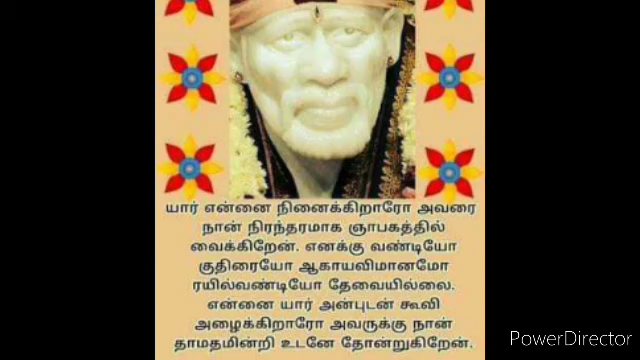 யார் என்னை நினைக்கிறாரோ அவரை
நான் நிரந்தரமாக ஞாபகத்தில்
வைக்கிறேன். எனக்கு வண்டியோ
குதிரையோ ஆகாயவிமானமோ
ரயில்வண்டியோ தேவையில்லை.
என்னை யார் அன்புடன் கூவி
அழைக்கிறாரோ அவருக்கு நான்
தாமதமின்றி உடனே தோன்றுகிறேன்.
PowerDirector